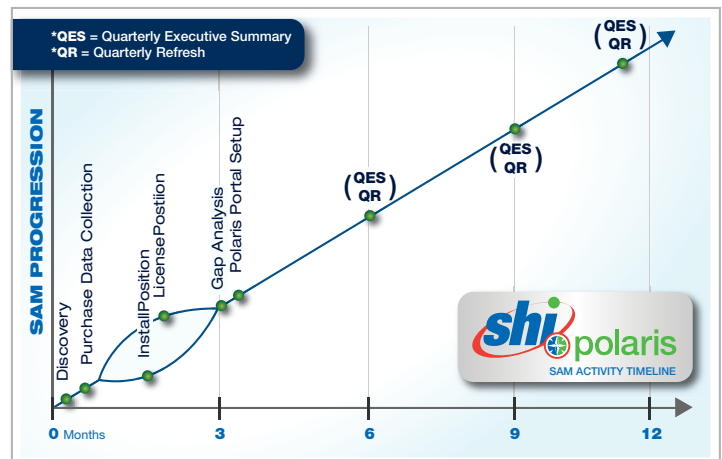 *QES = Quarterly Executive Summary
*QR = Quarterly Refresh
SAM PROGRESSION
Discovery
Purchase Data Collection
InstallPosition
LicensePostiion
Gap Analysis
Polaris Portal Setup
(QES
QR)
(QES
QR)
(QES
QR)
shi
polaris
SAM ACTIVITY TIMELINE
0 Months 3 6 9 12